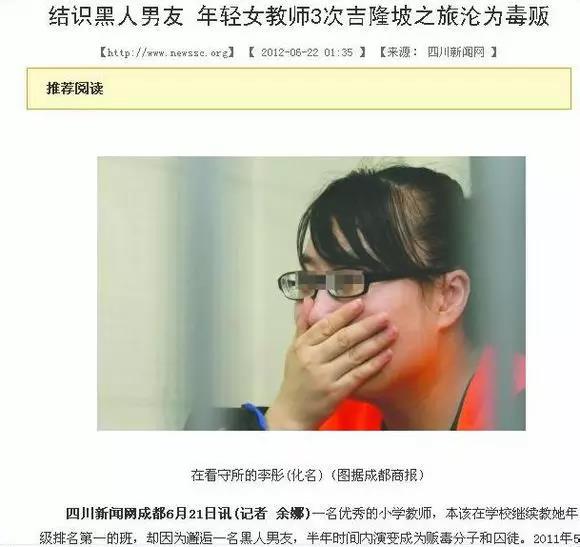 结识黑人男友 年轻女教师3次吉隆坡之旅沦为毒贩
【http://www.newssc.org】 【 2012-06-22 01:35 】 【来源： 四川新闻网 】
推荐阅读
在看守所的李彤(化名) (图据成都商报)
四川新闻网成都6月21日讯(记者 余娜)一名优秀的小学教师，本该在学校继续教她年
级排名第一的班，却因为邂逅一名黑人男友，半年时间内演变成为贩毒分子和囚徒。2011年5